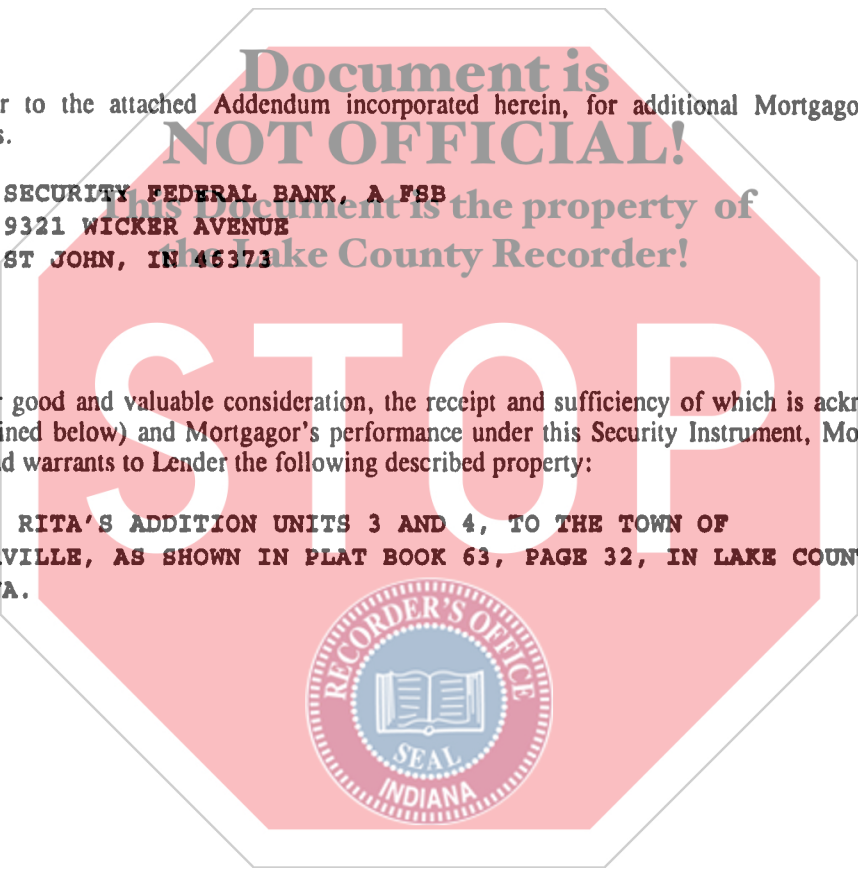 Document is
r to the attached Addendum incorporated herein, for additional Mortgago
s.
NOT OFFICIAL!
SECURITY FEDERAL BANK, A FSB
This Document is the property of
9321 WICKER AVENUE
ST JOHN, IN 46373
the Lake County Recorder!
STOP
good and valuable consideration, the receipt and sufficiency of which is ackn
ined below) and Mortgagor's performance under this Security Instrument, Mo
d warrants to Lender the following described property:
RITA'S ADDITION UNITS 3 AND 4, TO THE TOWN OF
VILLE, AS SHOWN IN PLAT BOOK 63, PAGE 32, IN LAKE COUN
A.
RECORDER'S OFFICE
SEAL
INDIANA